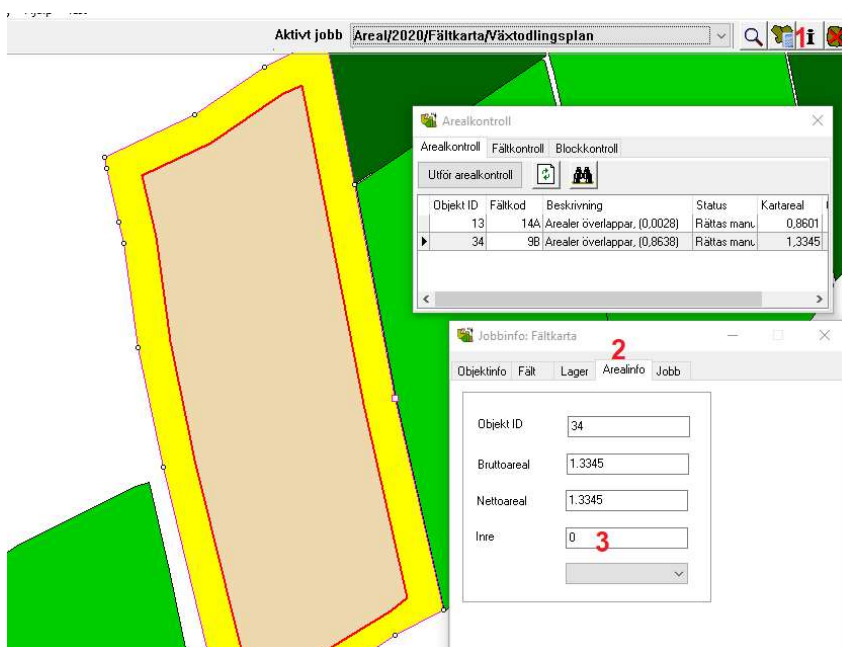 Aktivt jobb Areal/2020/Fältkarta/Växtodlingsplan 1 i
Arealkontroll
Arealkontroll Fältkontroll Blockkontroll
Utför arealkontroll
Objekt ID Fältkod Beskrivning Status Kartareal
13 14A Arealer överlappar, (0,0028) Rättas manu 0,8601
34 9B Arealer överlappar, (0,8638) Rättas manu 1,3345
Jobbinfo: Fältkarta
2
Objektinfo Fält Lager Arealinfo Jobb
Objekt ID 34
Bruttoareal 1.3345
Nettoareal 1.3345
Inre 0 3